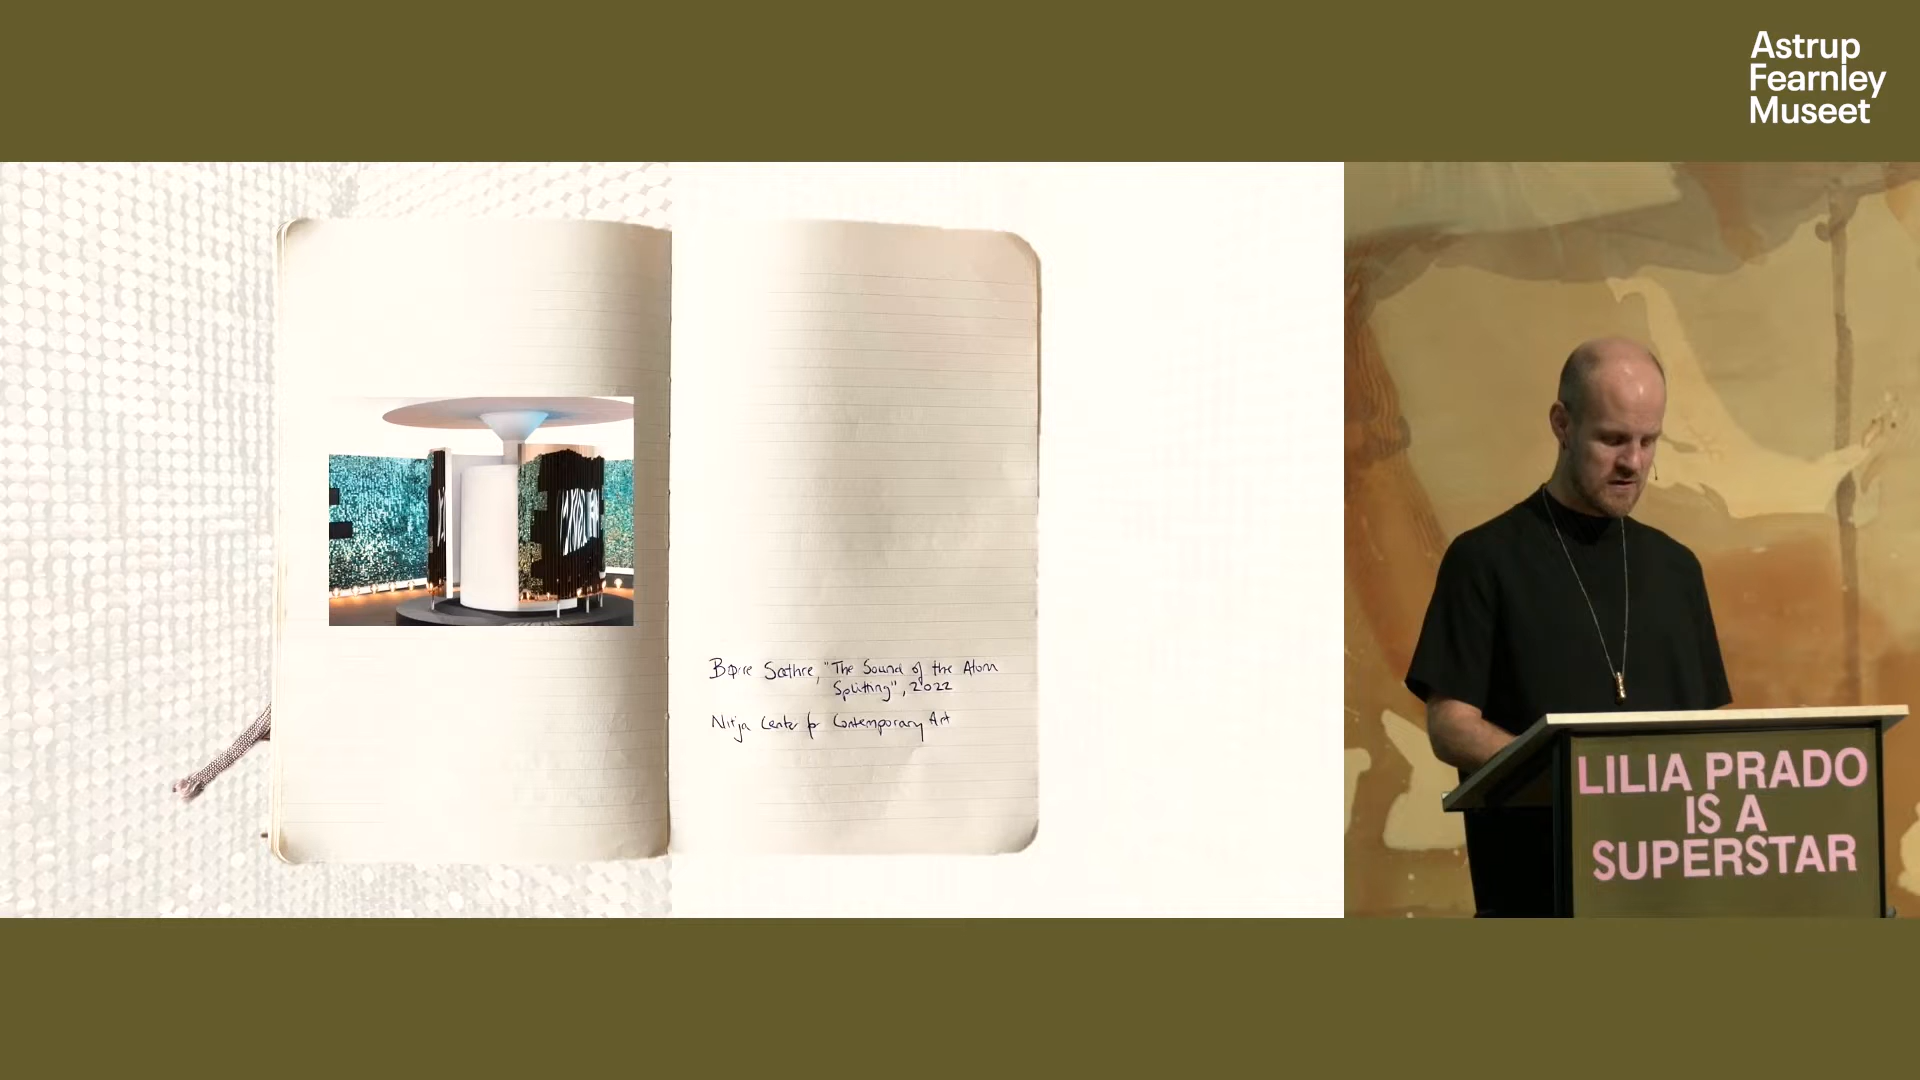 Astrup
Fearnley
Museet
Børre Sæthre, "The Sound of the Atom
Splitting", 2022
Nitja Center for Contemporary Art
LILIA PRADO
IS A
SUPERSTAR